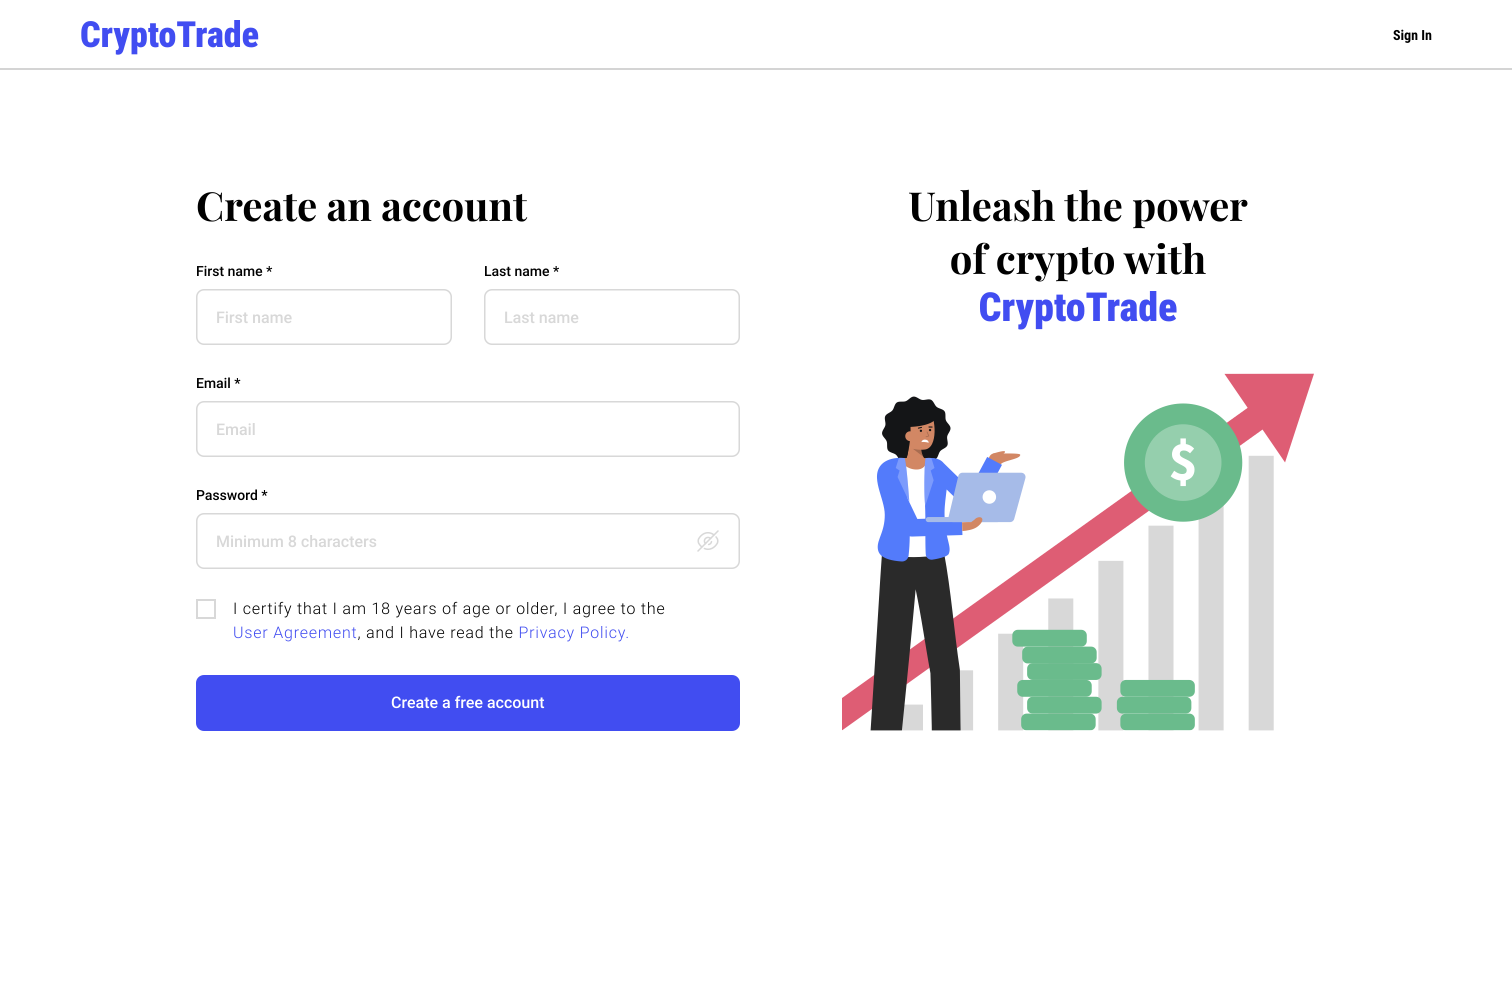 CryptoTrade
Sign In
Create an account
First name *
Last name *
First name
Last name
Email *
Email
Password *
Minimum 8 characters
I certify that I am 18 years of age or older, I agree to the
User Agreement, and I have read the Privacy Policy.
Create a free account
Unleash the power
of crypto with
CryptoTrade
$